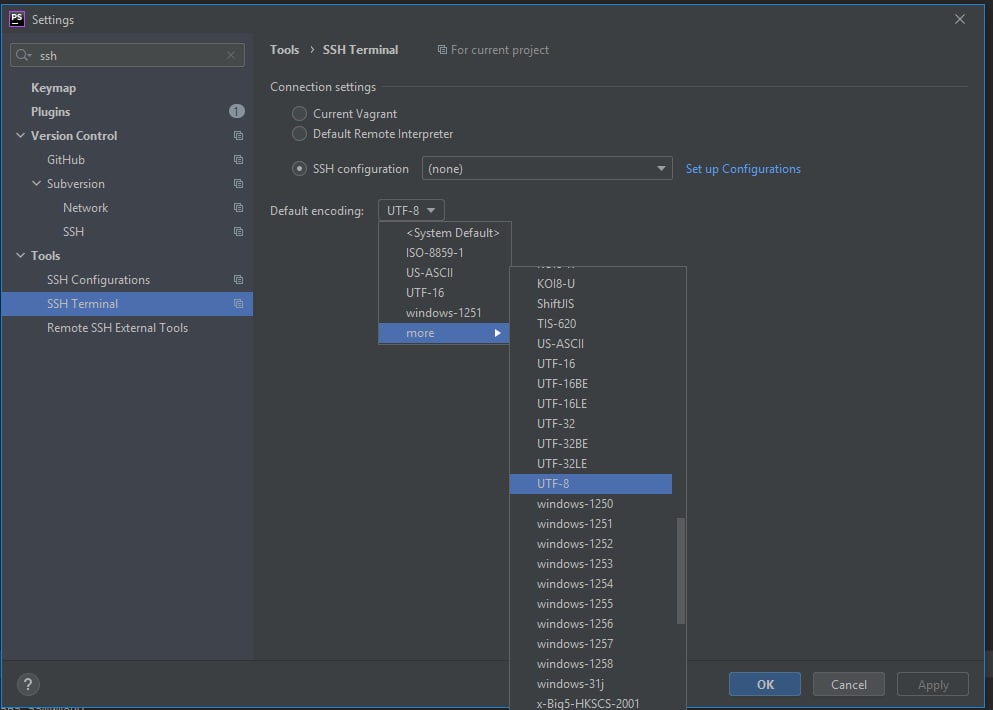 PS Settings
ssh
Keymap
Plugins 1
Version Control
GitHub
Subversion
Network
SSH
Tools
SSH Configurations
SSH Terminal
Remote SSH External Tools
Tools › SSH Terminal For current project
Connection settings
Current Vagrant
Default Remote Interpreter
SSH configuration (none) Set up Configurations
Default encoding: UTF-8
<System Default>
ISO-8859-1
US-ASCII
UTF-16
windows-1251
more
KOI8-U
ShiftJIS
TIS-620
US-ASCII
UTF-16
UTF-16BE
UTF-16LE
UTF-32
UTF-32BE
UTF-32LE
UTF-8
windows-1250
windows-1251
windows-1252
windows-1253
windows-1254
windows-1255
windows-1256
windows-1257
windows-1258
windows-31j
x-Big5-HKSCS-2001
? OK Cancel Apply